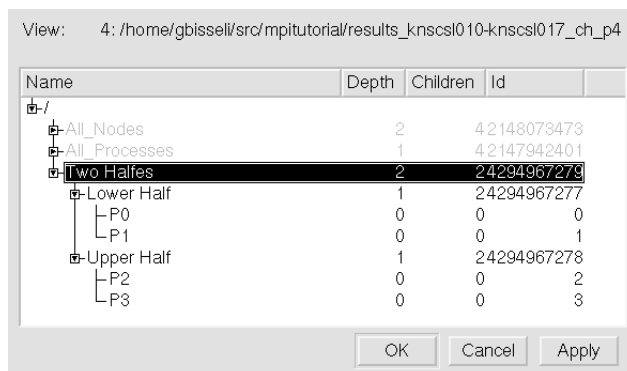 View: 4: /home/gbisseli/src/mpitutorial/results_knscsl010-knscsl017_ch_p4
Name Depth Children Id
/
All_Nodes 2 4 2148073473
All_Processes 1 4 2147942401
Two Halfes 2 2 4294967279
Lower Half 1 2 4294967277
P0 0 0 0
P1 0 0 1
Upper Half 1 2 4294967278
P2 0 0 2
P3 0 0 3
OK Cancel Apply